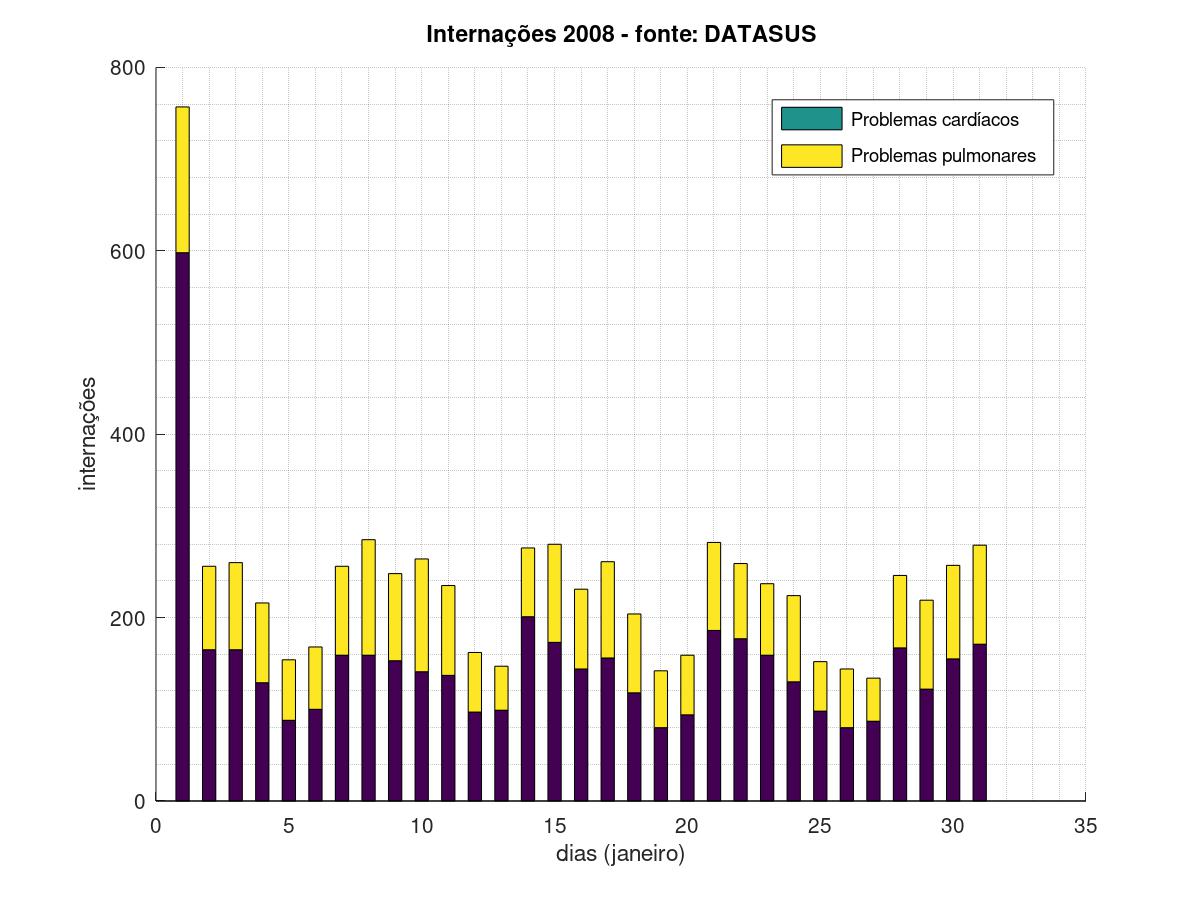 Internações 2008 - fonte: DATASUS
800
600
400
200
0
internações
Problemas cardíacos
Problemas pulmonares
0 5 10 15 20 25 30 35
dias (janeiro)